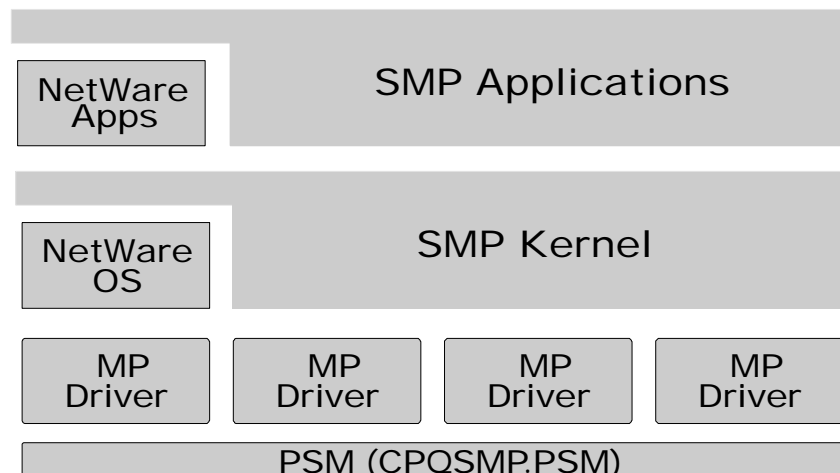 SMP Applications
NetWare
Apps
SMP Kernel
NetWare
OS
MP
Driver
MP
Driver
MP
Driver
MP
Driver
PSM (CPQSMP.PSM)